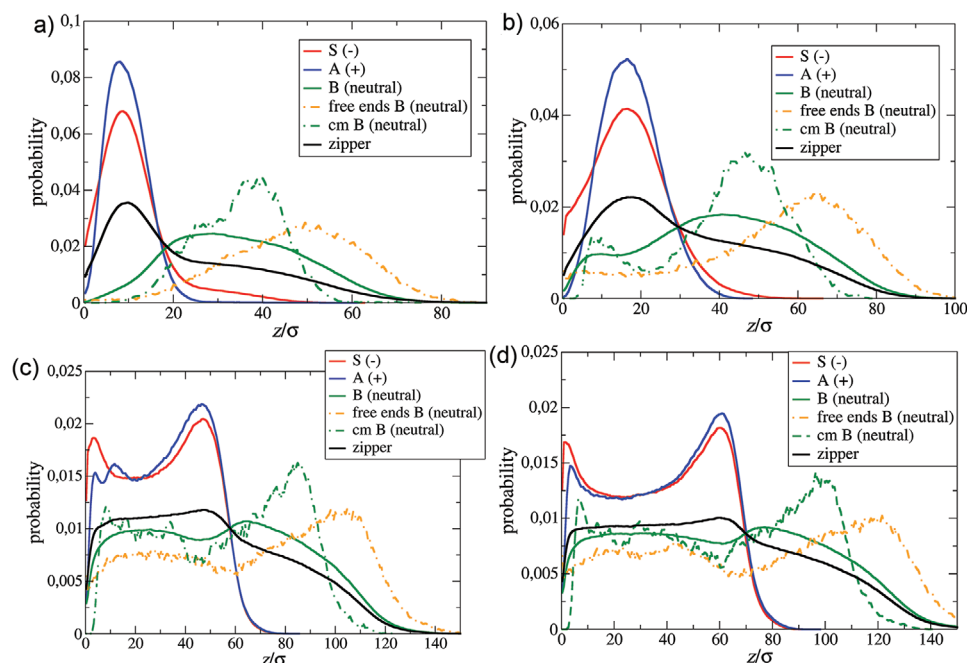 a)
0,1
0,08
0,06
0,04
0,02
0
probability
0 20 40 60 80
z/σ
S (-)
A (+)
B (neutral)
free ends B (neutral)
cm B (neutral)
zipper
b)
0,06
0,04
0,02
0
probability
0 20 40 60 80 100
z/σ
S (-)
A (+)
B (neutral)
free ends B (neutral)
cm B (neutral)
zipper
(c)
0,025
0,02
0,015
0,01
0,005
0
probability
0 20 40 60 80 100 120 140
z/σ
S (-)
A (+)
B (neutral)
free ends B (neutral)
cm B (neutral)
zipper
(d)
0,025
0,02
0,015
0,01
0,005
0
probability
0 20 40 60 80 100 120 140
z/σ
S (-)
A (+)
B (neutral)
free ends B (neutral)
cm B (neutral)
zipper